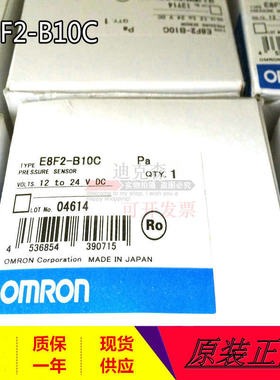 F2-B10C
TYPE E8F2-B10C Pa
PRESSURE SENSOR QTY. 1
VOLTS 12 to 24 V DC
迪克森
LOT No. 04614
可开发票
Ro
4 536854 390715
OMRON Corporation MADE IN JAPAN
OMRON
质保一年
现货供应
原装正